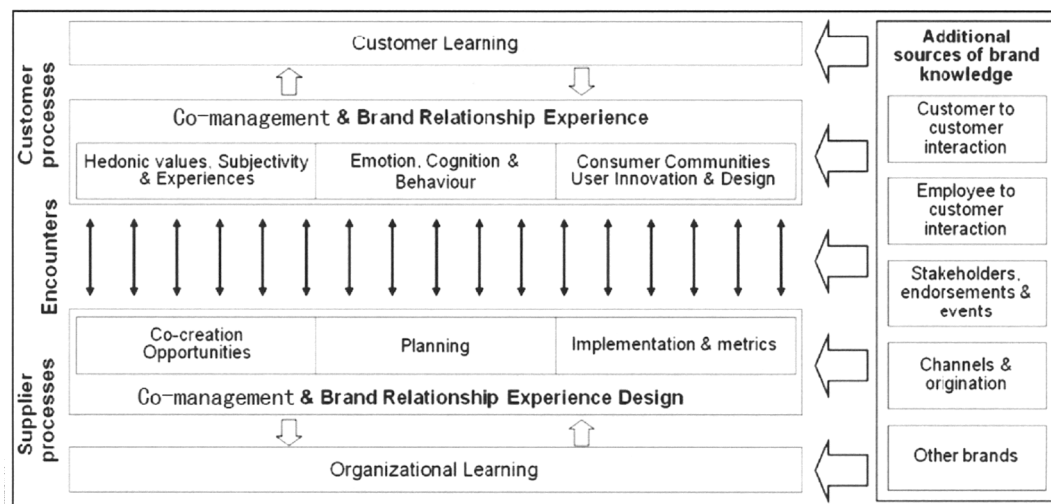 Customer processes
Encounters
Supplier processes
Customer Learning
Co-management & Brand Relationship Experience
Hedonic values, Subjectivity
& Experiences
Emotion, Cognition &
Behaviour
Consumer Communities
User Innovation & Design
Co-creation
Opportunities
Planning
Implementation & metrics
Co-management & Brand Relationship Experience Design
Organizational Learning
Additional
sources of brand
knowledge
Customer to
customer
interaction
Employee to
customer
interaction
Stakeholders,
endorsements &
events
Channels &
origination
Other brands